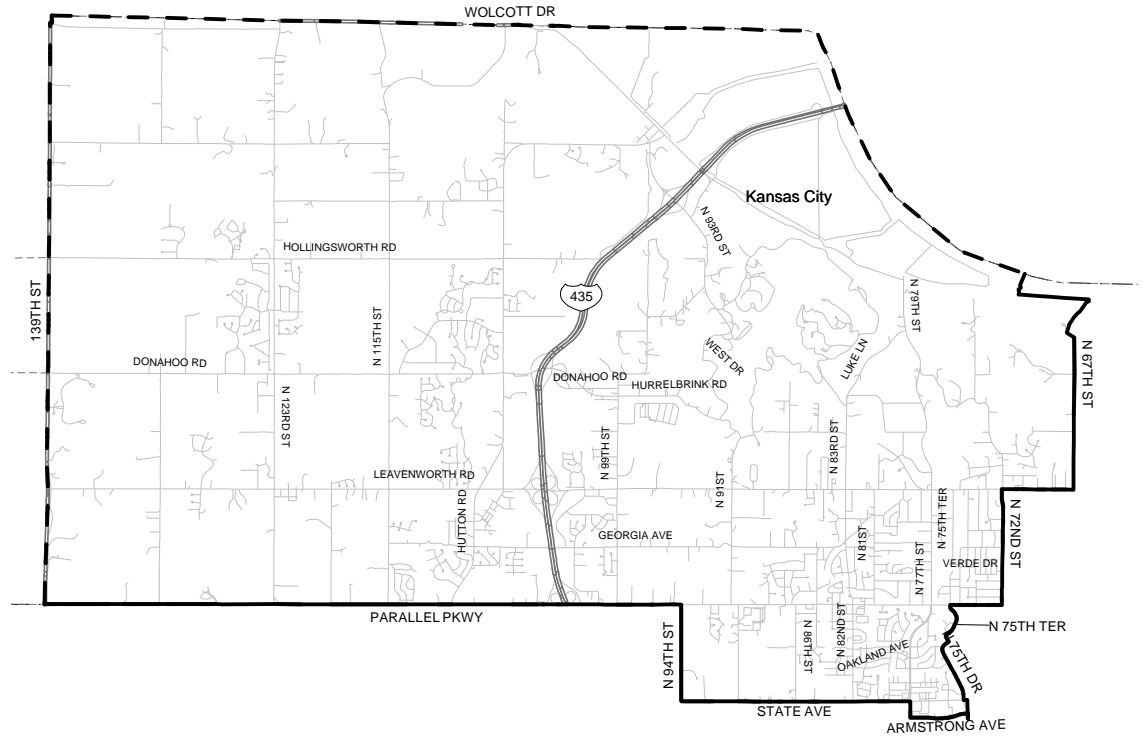 WOLCOTT DR
Kansas City
N 93RD ST
HOLLINGSWORTH RD
N 79TH ST
435
139TH ST
N 115TH ST
WEST DR
LUKE LN
N 67TH ST
DONAHOO RD
DONAHOO RD
HURRELBRINK RD
N 123RD ST
N 99TH ST
N 83RD ST
LEAVENWORTH RD
N 91ST
HUTTON RD
N 75TH TER
N 72ND ST
GEORGIA AVE
N 81ST
N 77TH ST
VERDE DR
PARALLEL PKWY
N 94TH ST
N 86TH ST
N 82ND ST
N 75TH TER
OAKLAND AVE
75TH DR
STATE AVE
ARMSTRONG AVE